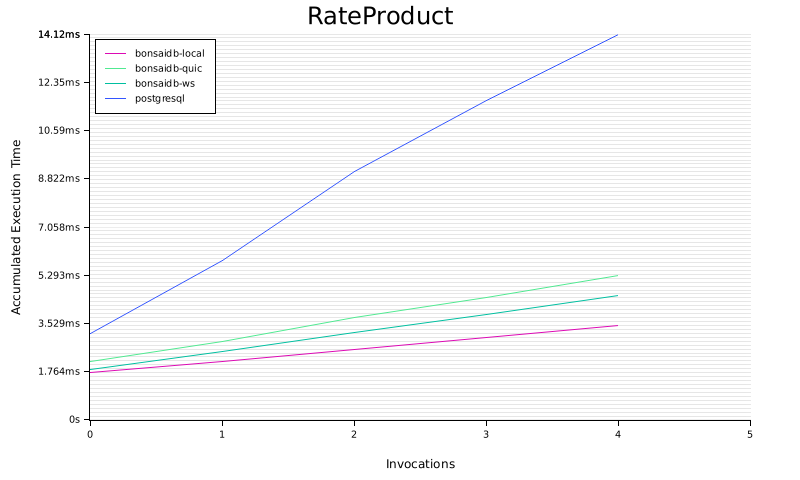 RateProduct
14.12ms
12.35ms
10.59ms
8.822ms
7.058ms
5.293ms
3.529ms
1.764ms
0s
bonsaidb-local
bonsaidb-quic
bonsaidb-ws
postgresql
Accumulated Execution Time
0 1 2 3 4 5
Invocations